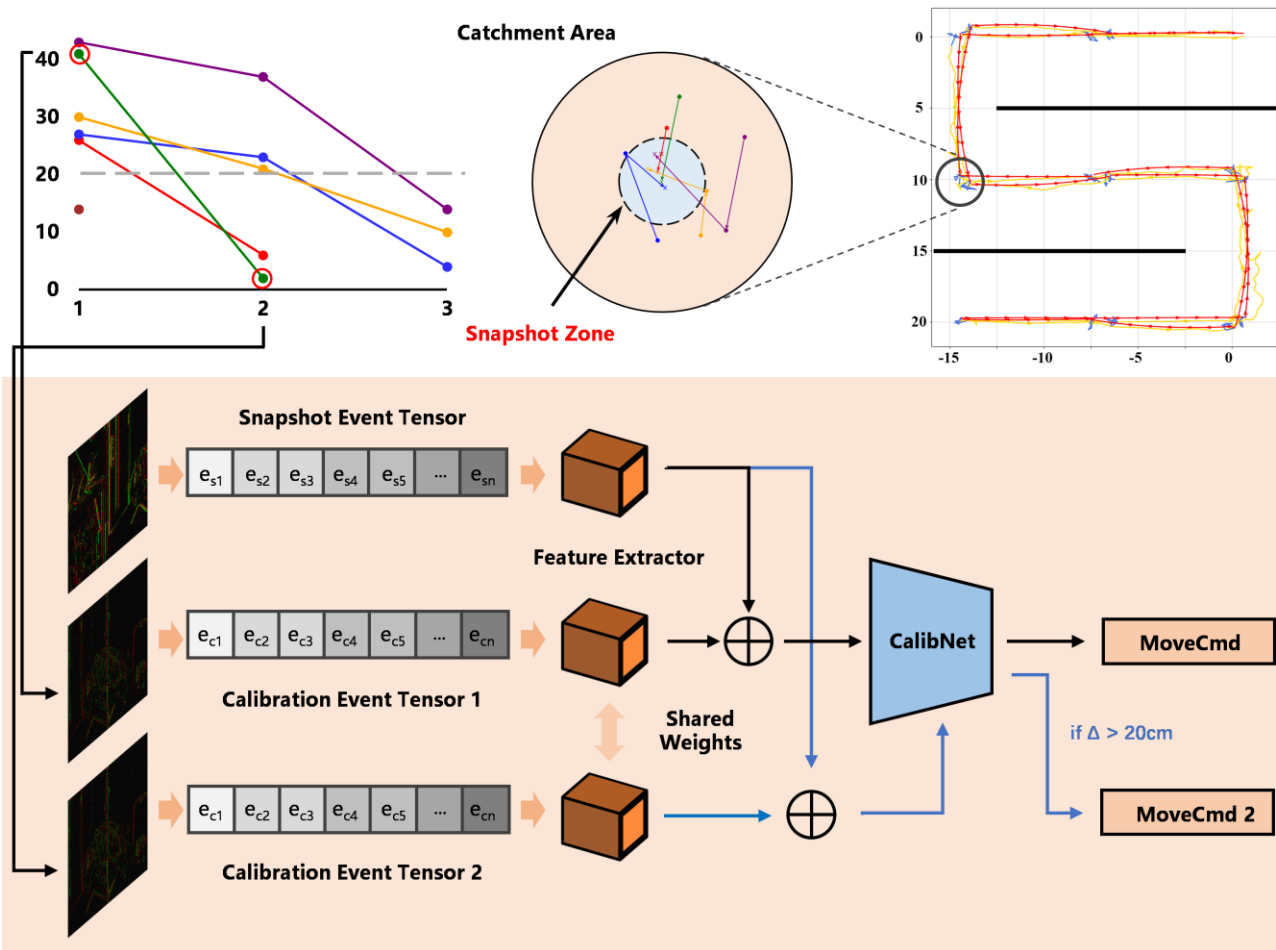 40
30
20
10
0
1
2
3
Catchment Area
Snapshot Zone
0
5
10
15
20
-15
-10
-5
0
Snapshot Event Tensor
es1 es2 es3 es4 es5 ... esn
Feature Extractor
ec1 ec2 ec3 ec4 ec5 ... ecn
Calibration Event Tensor 1
Shared
Weights
CalibNet
MoveCmd
if Δ > 20cm
ec1 ec2 ec3 ec4 ec5 ... ecn
MoveCmd 2
Calibration Event Tensor 2